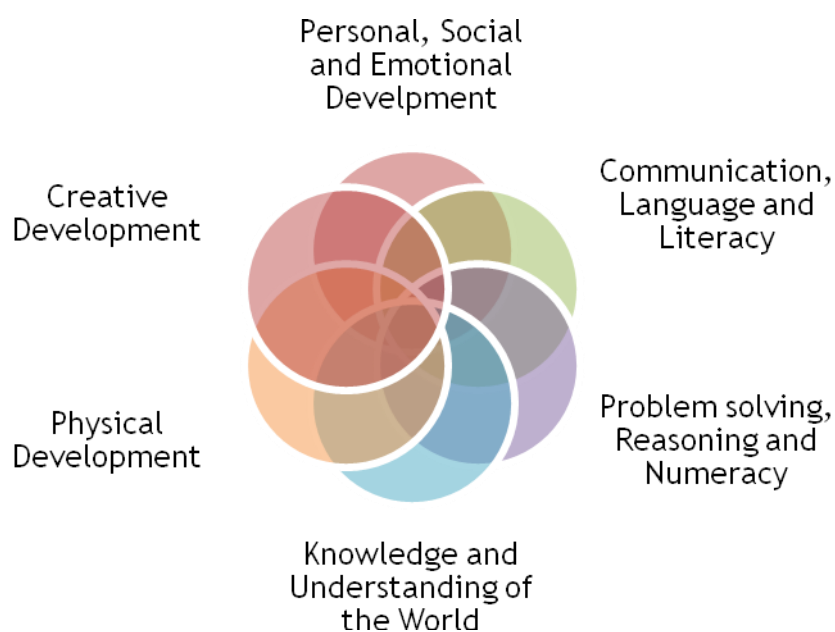 Personal, Social
and Emotional
Develpment
Communication,
Language and
Literacy
Problem solving,
Reasoning and
Numeracy
Knowledge and
Understanding of
the World
Physical
Development
Creative
Development